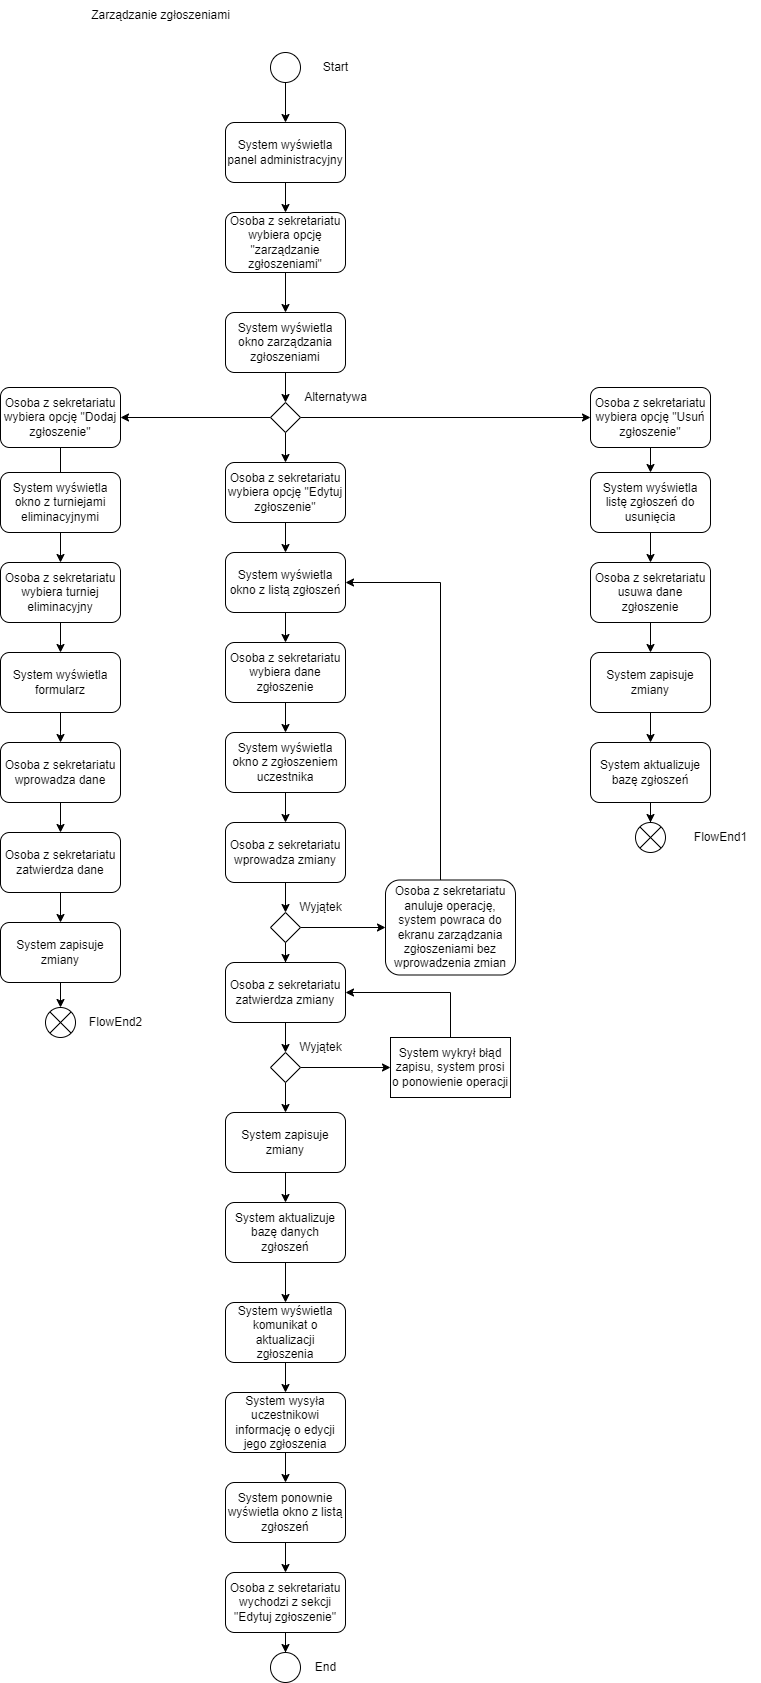 Zarządzanie zgłoszeniami
Start
System wyświetla
panel administracyjny
Osoba z sekretariatu
wybiera opcję
"zarządzanie
zgłoszeniami"
System wyświetla
okno zarządzania
zgłoszeniami
Alternatywa
Osoba z sekretariatu
wybiera opcję "Dodaj
zgłoszenie"
System wyświetla
okno z turniejami
eliminacyjnymi
Osoba z sekretariatu
wybiera turniej
eliminacyjny
System wyświetla
formularz
Osoba z sekretariatu
wprowadza dane
Osoba z sekretariatu
zatwierdza dane
System zapisuje
zmiany
FlowEnd2
Osoba z sekretariatu
wybiera opcję "Edytuj
zgłoszenie"
System wyświetla
okno z listą zgłoszeń
Osoba z sekretariatu
wybiera dane
zgłoszenie
System wyświetla
okno z zgłoszeniem
uczestnika
Osoba z sekretariatu
wprowadza zmiany
Wyjątek
Osoba z sekretariatu
anuluje operację,
system powraca do
ekranu zarządzania
zgłoszeniami bez
wprowadzenia zmian
Osoba z sekretariatu
zatwierdza zmiany
Wyjątek
System wykrył błąd
zapisu, system prosi
o ponowienie operacji
System zapisuje
zmiany
System aktualizuje
bazę danych
zgłoszeń
System wyświetla
komunikat o
aktualizacji
zgłoszenia
System wysyła
uczestnikowi
informację o edycji
jego zgłoszenia
System ponownie
wyświetla okno z listą
zgłoszeń
Osoba z sekretariatu
wychodzi z sekcji
"Edytuj zgłoszenie"
End
Osoba z sekretariatu
wybiera opcję "Usuń
zgłoszenie"
System wyświetla
listę zgłoszeń do
usunięcia
Osoba z sekretariatu
usuwa dane
zgłoszenie
System zapisuje
zmiany
System aktualizuje
bazę zgłoszeń
FlowEnd1